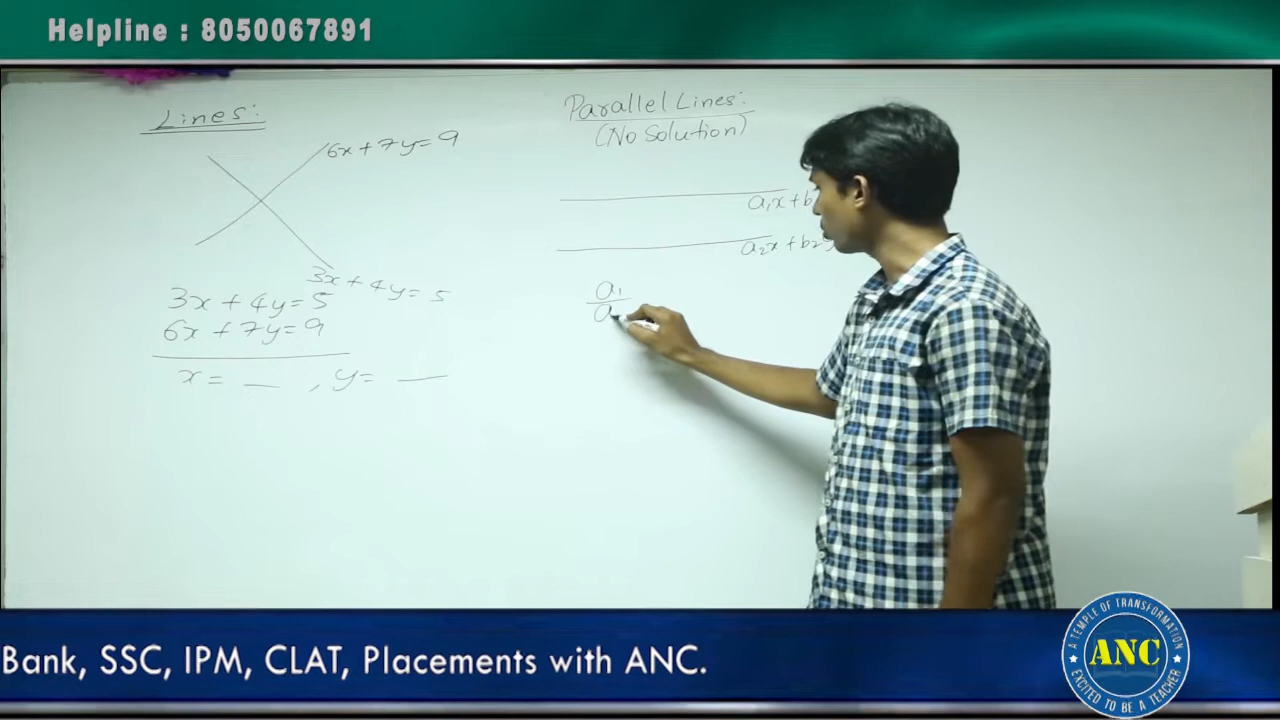 Helpline : 8050067891
Lines:
6x + 7y = 9
3x + 4y = 5
3x + 4y = 5
6x + 7y = 9
x = __ , y = __
Parallel Lines:
(No Solution)
a₁x + b
a₂x + b₂
a₁
a
Bank, SSC, IPM, CLAT, Placements with ANC.
A TEMPLE OF TRANSFORMATION
ANC
EXCITED TO BE A TEACHER